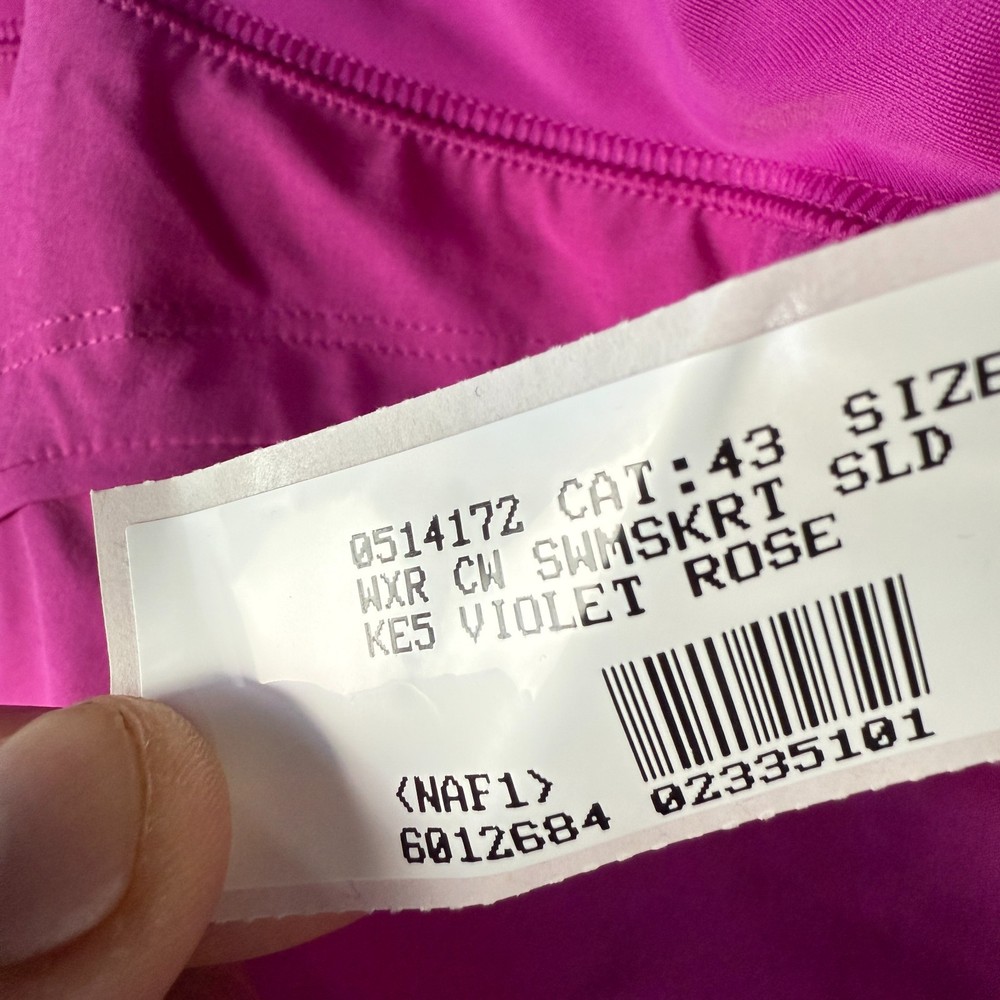 0514172 CAT:43 SIZE
WXR CW SWMSKRT SLD
KE5 VIOLET ROSE
02335101
<NAF1>
6012684